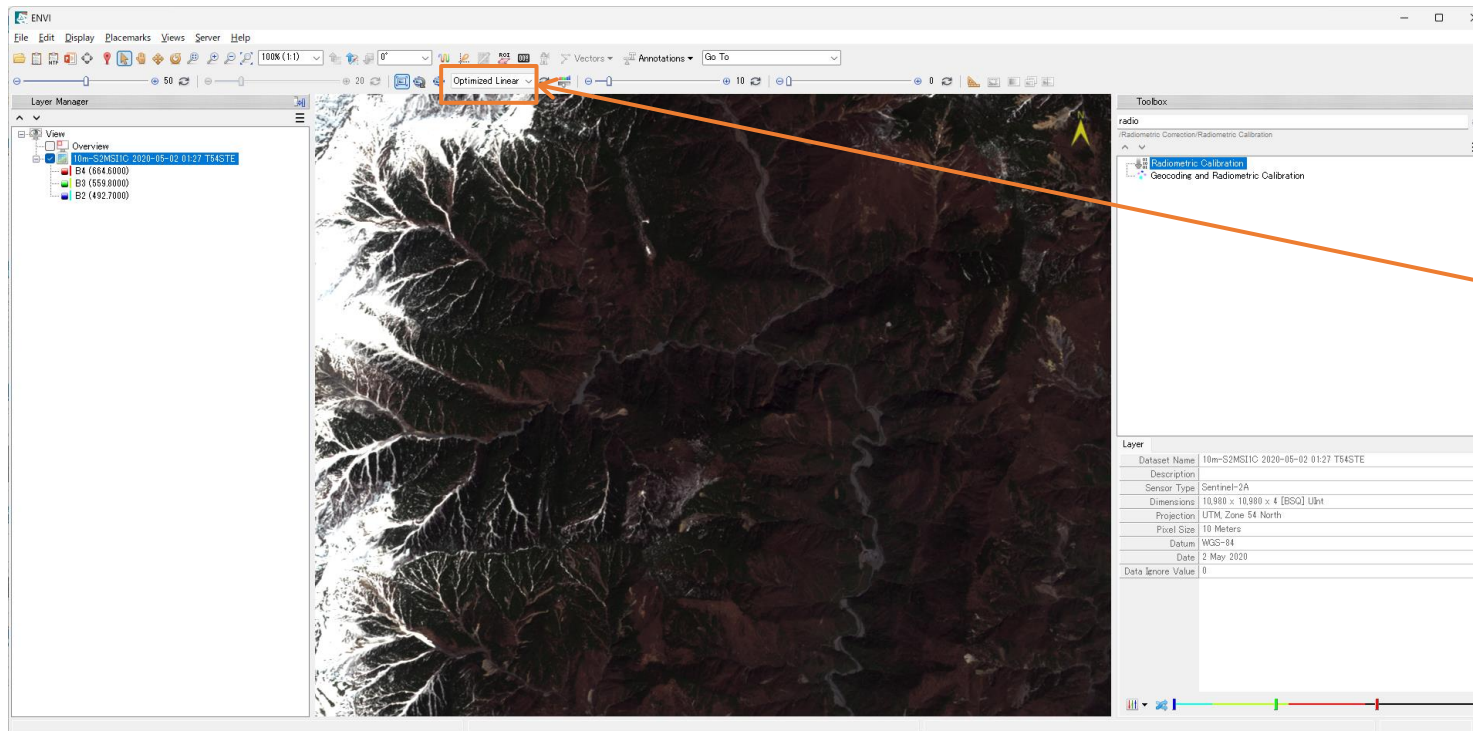 ENVI
File Edit Display Placemarks Views Server Help
100% (1:1) 0° Vectors Annotations Go To
50 20 Optimized Linear 10 0
Layer Manager
View
Overview
10m-S2MSI1C 2020-05-02 01:27 T54STE
B4 (664.6000)
B3 (559.8000)
B2 (492.7000)
N
Toolbox
radio
/Radiometric Correction/Radiometric Calibration
Radiometric Calibration
Geocoding and Radiometric Calibration
Layer
Dataset Name 10m-S2MSI1C 2020-05-02 01:27 T54STE
Description
Sensor Type Sentinel-2A
Dimensions 10,980 x 10,980 x 4 [BSQ] UInt
Projection UTM, Zone 54 North
Pixel Size 10 Meters
Datum WGS-84
Date 2 May 2020
Data Ignore Value 0